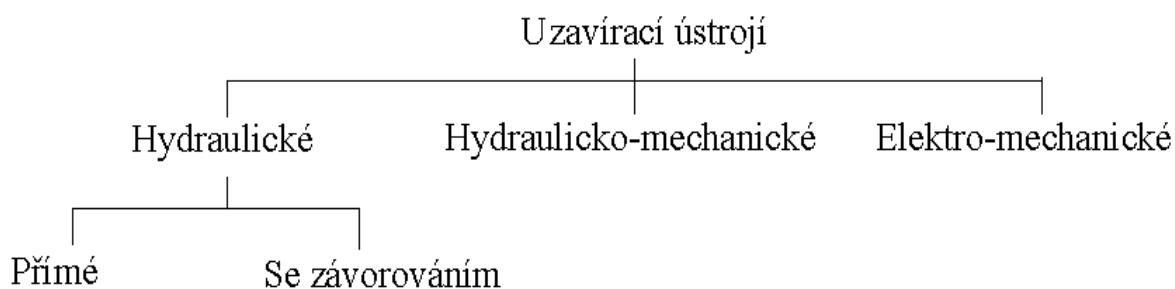 Uzavírací ústrojí
Hydraulické
Hydraulicko-mechanické
Elektro-mechanické
Přímé
Se závorováním